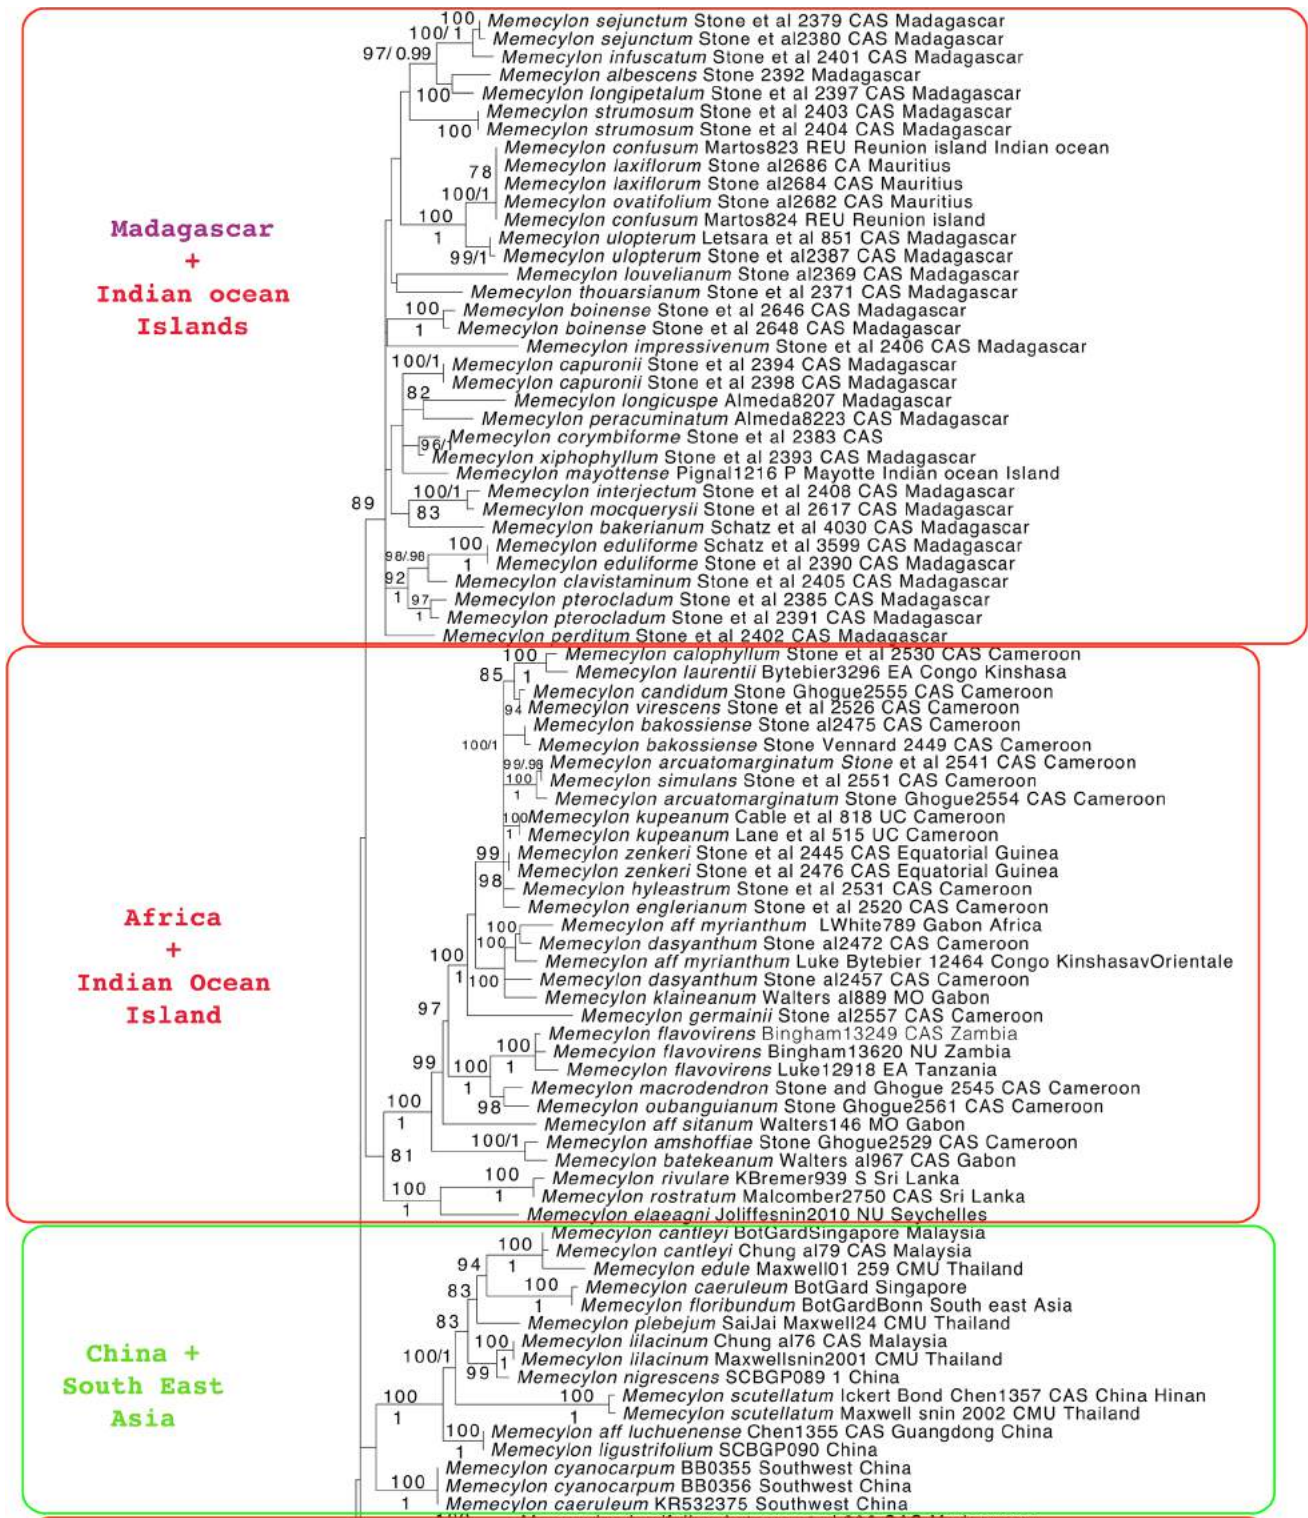 100 Memecylon sejunctum Stone et al 2379 CAS Madagascar
100/1 Memecylon sejunctum Stone et al2380 CAS Madagascar
97/0.99 Memecylon infuscatum Stone et al 2401 CAS Madagascar
Memecylon albescens Stone 2392 Madagascar
100 Memecylon longipetalum Stone et al 2397 CAS Madagascar
Memecylon strumosum Stone et al 2403 CAS Madagascar
100 Memecylon strumosum Stone et al 2404 CAS Madagascar
Memecylon confusum Martos823 REU Reunion island Indian ocean
78 Memecylon laxiflorum Stone al2686 CA Mauritius
Memecylon laxiflorum Stone al2684 CAS Mauritius
100/1 Memecylon ovatifolium Stone al2682 CAS Mauritius
100 Memecylon confusum Martos824 REU Reunion island
1 Memecylon ulopterum Letsara et al 851 CAS Madagascar
99/1 Memecylon ulopterum Stone et al2387 CAS Madagascar
Memecylon louvelianum Stone al2369 CAS Madagascar
Memecylon thouarsianum Stone et al 2371 CAS Madagascar
100 Memecylon boinense Stone et al 2646 CAS Madagascar
1 Memecylon boinense Stone et al 2648 CAS Madagascar
Memecylon impressivenum Stone et al 2406 CAS Madagascar
100/1 Memecylon capuronii Stone et al 2394 CAS Madagascar
Memecylon capuronii Stone et al 2398 CAS Madagascar
82 Memecylon longicuspe Almeda8207 Madagascar
Memecylon peracuminatum Almeda8223 CAS Madagascar
Memecylon corymbiforme Stone et al 2383 CAS
96/1 Memecylon xiphophyllum Stone et al 2393 CAS Madagascar
Memecylon mayottense Pignal1216 P Mayotte Indian ocean Island
100/1 Memecylon interjectum Stone et al 2408 CAS Madagascar
83 Memecylon mocquerysii Stone et al 2617 CAS Madagascar
89 Memecylon bakerianum Schatz et al 4030 CAS Madagascar
100 Memecylon eduliforme Schatz et al 3599 CAS Madagascar
98/.98 1 Memecylon eduliforme Stone et al 2390 CAS Madagascar
92 Memecylon clavistaminum Stone et al 2405 CAS Madagascar
1 97 Memecylon pterocladum Stone et al 2385 CAS Madagascar
1 Memecylon pterocladum Stone et al 2391 CAS Madagascar
Memecylon perditum Stone et al 2402 CAS Madagascar
Madagascar
+
Indian ocean
Islands
100 Memecylon calophyllum Stone et al 2530 CAS Cameroon
85 1 Memecylon laurentii Bytebier3296 EA Congo Kinshasa
Memecylon candidum Stone Ghogue2555 CAS Cameroon
94 Memecylon virescens Stone et al 2526 CAS Cameroon
Memecylon bakossiense Stone al2475 CAS Cameroon
100/1 Memecylon bakossiense Stone Vennard 2449 CAS Cameroon
99/.98 Memecylon arcuatomarginatum Stone et al 2541 CAS Cameroon
100 Memecylon simulans Stone et al 2551 CAS Cameroon
1 Memecylon arcuatomarginatum Stone Ghogue2554 CAS Cameroon
100 Memecylon kupeanum Cable et al 818 UC Cameroon
1 Memecylon kupeanum Lane et al 515 UC Cameroon
99 Memecylon zenkeri Stone et al 2445 CAS Equatorial Guinea
98 Memecylon zenkeri Stone et al 2476 CAS Equatorial Guinea
Memecylon hyleastrum Stone et al 2531 CAS Cameroon
Memecylon englerianum Stone et al 2520 CAS Cameroon
100 Memecylon aff myrianthum LWhite789 Gabon Africa
100 Memecylon dasyanthum Stone al2472 CAS Cameroon
100 Memecylon aff myrianthum Luke Bytebier 12464 Congo KinshasavOrientale
1 100 Memecylon dasyanthum Stone al2457 CAS Cameroon
Memecylon klaineanum Walters al889 MO Gabon
97 Memecylon germainii Stone al2557 CAS Cameroon
Memecylon flavovirens Bingham13249 CAS Zambia
100 Memecylon flavovirens Bingham13620 NU Zambia
99 100 1 Memecylon flavovirens Luke12918 EA Tanzania
1 Memecylon macrodendron Stone and Ghogue 2545 CAS Cameroon
100 98 Memecylon oubanguianum Stone Ghogue2561 CAS Cameroon
1 Memecylon aff sitanum Walters146 MO Gabon
100/1 Memecylon amshoffiae Stone Ghogue2529 CAS Cameroon
81 Memecylon batekeanum Walters al967 CAS Gabon
100 Memecylon rivulare KBremer939 S Sri Lanka
100 1 Memecylon rostratum Malcomber2750 CAS Sri Lanka
1 Memecylon elaeagni Joliffesnin2010 NU Seychelles
Africa
+
Indian Ocean
Island
Memecylon cantleyi BotGardSingapore Malaysia
100 Memecylon cantleyi Chung al79 CAS Malaysia
94 1 Memecylon edule Maxwell01 259 CMU Thailand
83 100 Memecylon caeruleum BotGard Singapore
1 Memecylon floribundum BotGardBonn South east Asia
83 Memecylon plebejum SaiJai Maxwell24 CMU Thailand
100 Memecylon lilacinum Chung al76 CAS Malaysia
100/1 1 Memecylon lilacinum Maxwellsnin2001 CMU Thailand
99 Memecylon nigrescens SCBGP089 1 China
100 100 Memecylon scutellatum Ickert Bond Chen1357 CAS China Hinan
1 1 Memecylon scutellatum Maxwell snin 2002 CMU Thailand
100 Memecylon aff luchuenense Chen1355 CAS Guangdong China
1 Memecylon ligustrifolium SCBGP090 China
Memecylon cyanocarpum BB0355 Southwest China
100 Memecylon cyanocarpum BB0356 Southwest China
1 Memecylon caeruleum KR532375 Southwest China
China +
South East
Asia